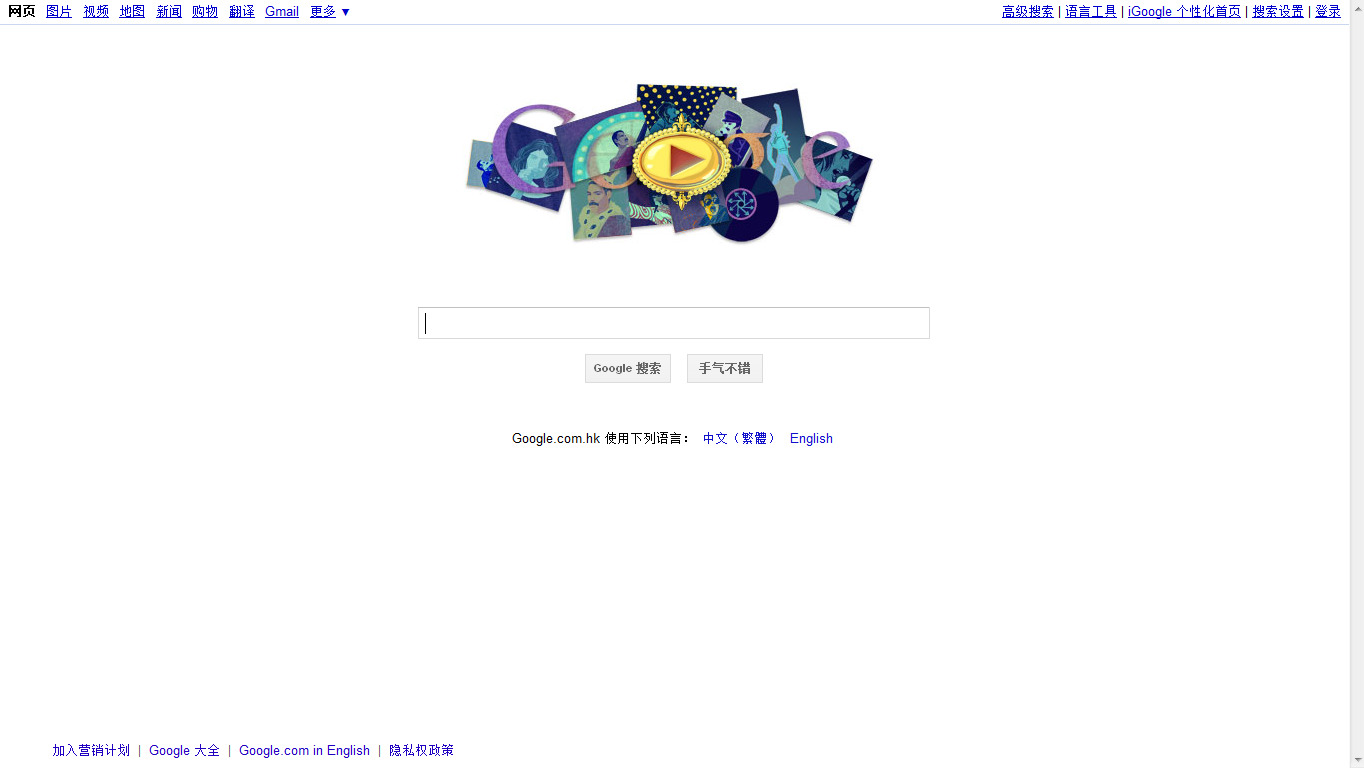 网页 图片 视频 地图 新闻 购物 翻译 Gmail 更多 ▼ 高级搜索 | 语言工具 | iGoogle 个性化首页 | 搜索设置 | 登录
Google
Google 搜索 手气不错
Google.com.hk 使用下列语言： 中文（繁體） English
加入营销计划 | Google 大全 | Google.com in English | 隐私权政策